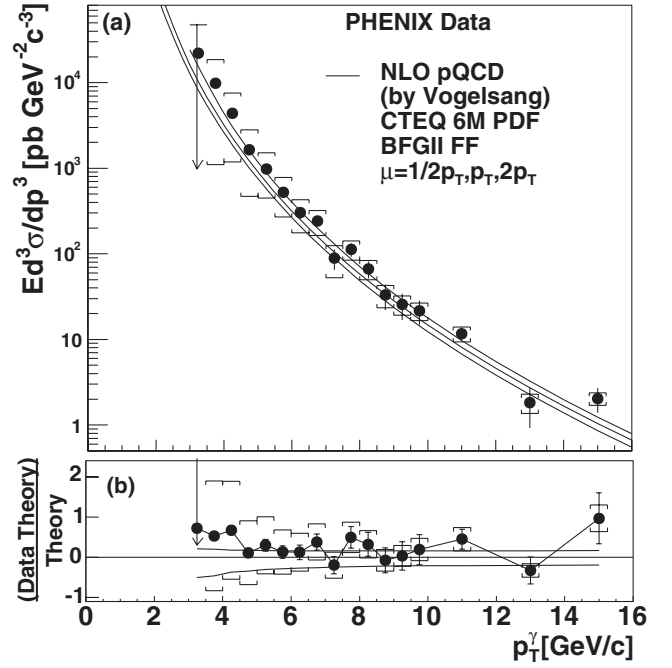 (a)
PHENIX Data
NLO pQCD
(by Vogelsang)
CTEQ 6M PDF
BFGII FF
μ=1/2p_T,p_T,2p_T
Ed³σ/dp³ [pb GeV⁻²c⁻³]
10⁴
10³
10²
10
1
(b)
(Data Theory)
Theory
2
1
0
-1
0 2 4 6 8 10 12 14 16
p_T^γ[GeV/c]